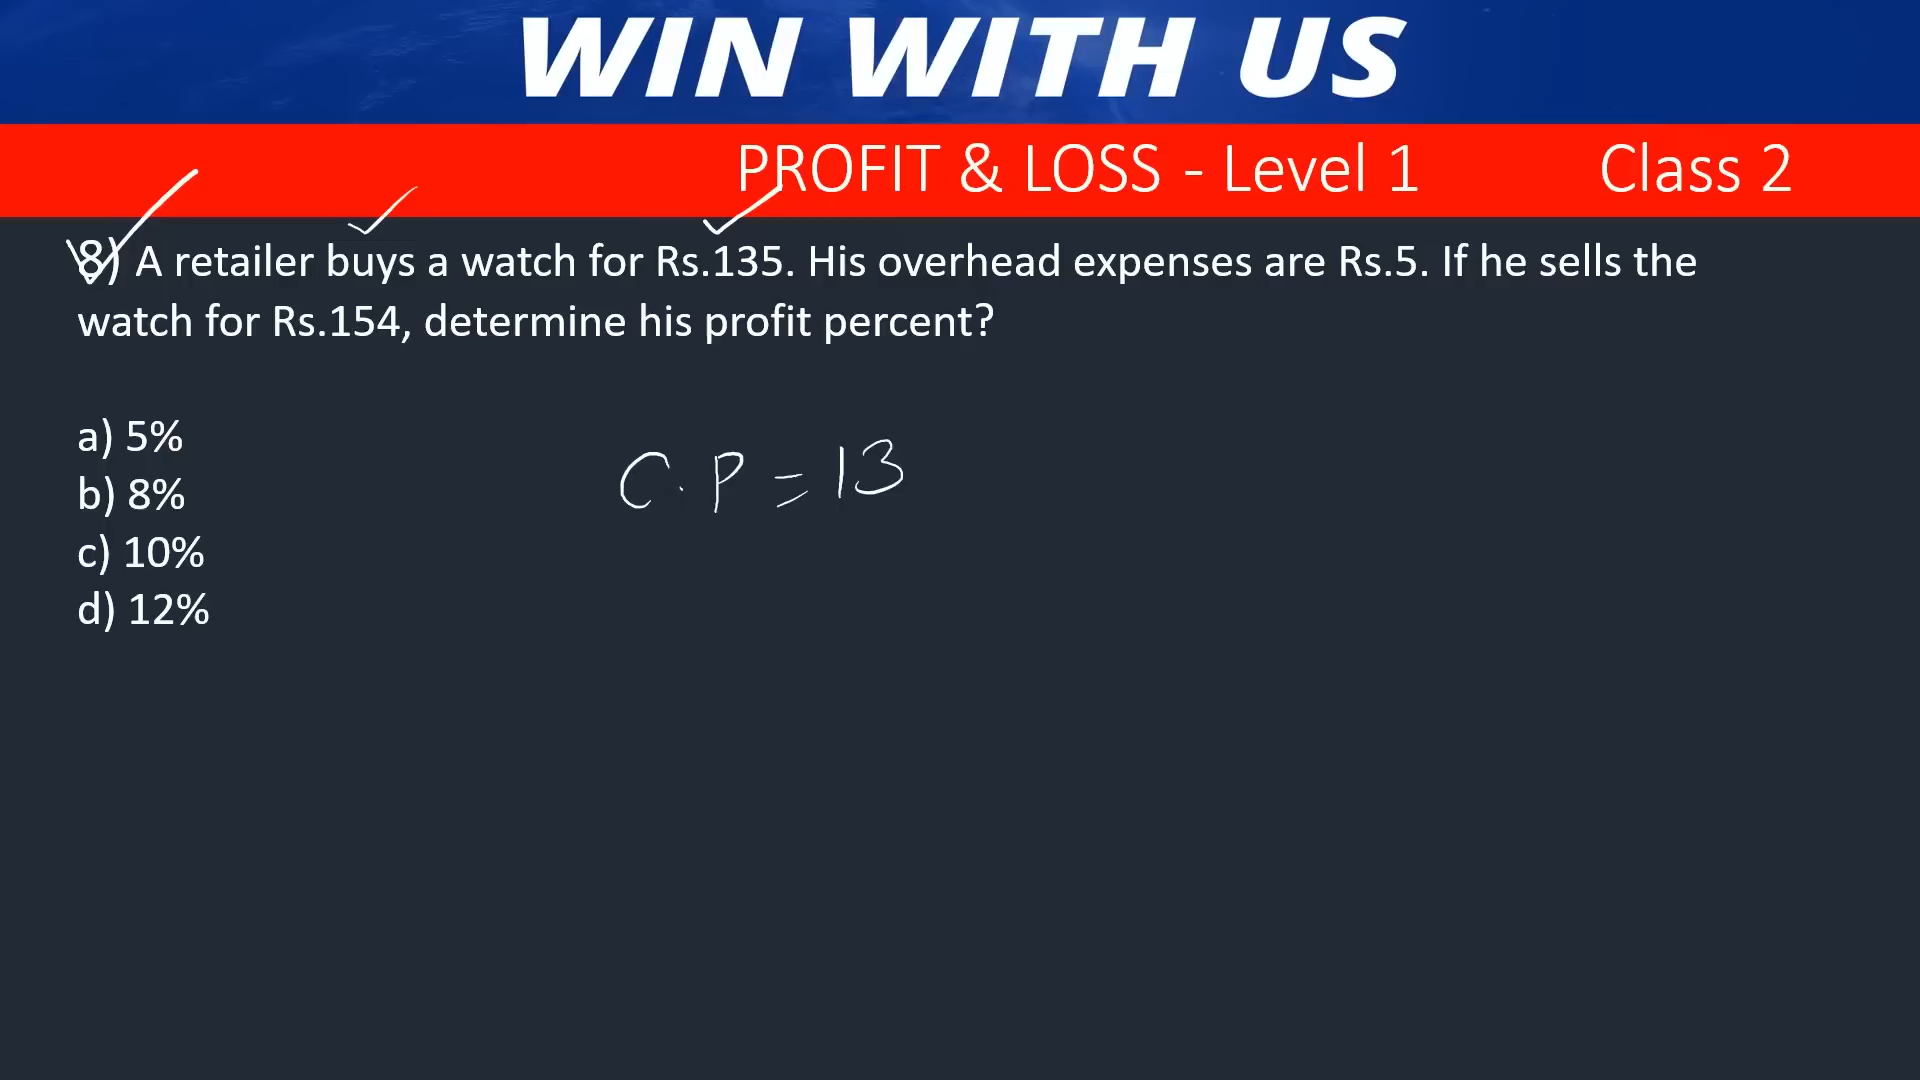 WIN WITH US
PROFIT & LOSS - Level 1 Class 2
8) A retailer buys a watch for Rs.135. His overhead expenses are Rs.5. If he sells the
watch for Rs.154, determine his profit percent?
a) 5%
b) 8%
c) 10%
d) 12%
C.P = 13